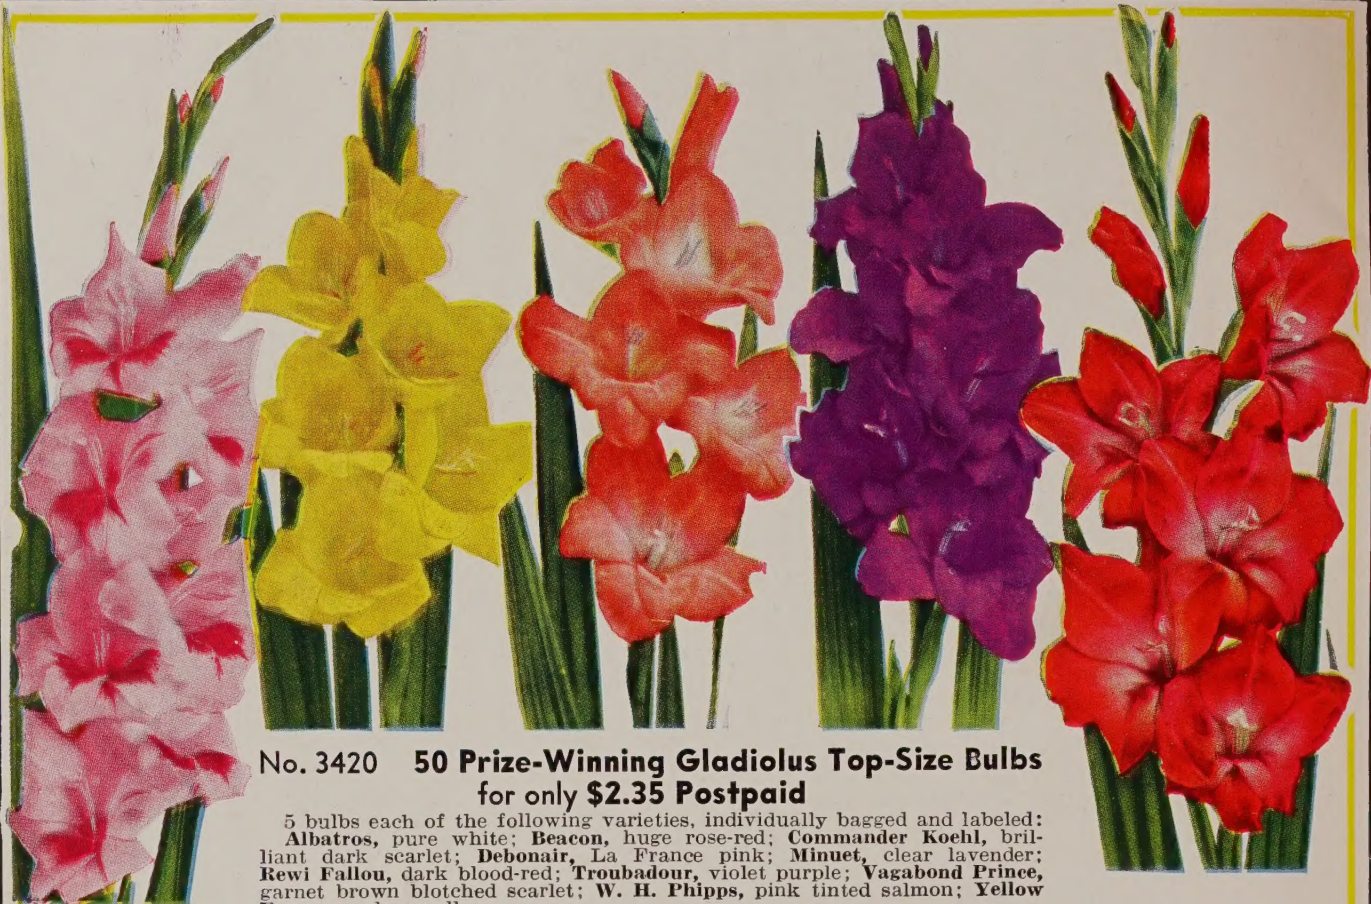 No. 3420 50 Prize-Winning Gladiolus Top-Size Bulbs
for only $2.35 Postpaid
5 bulbs each of the following varieties, individually bagged and labeled:
Albatros, pure white; Beacon, huge rose-red; Commander Koehl, bril-
liant dark scarlet; Debonair, La France pink; Minuet, clear lavender;
Rewi Fallou, dark blood-red; Troubadour, violet purple; Vagabond Prince,
garnet brown blotched scarlet; W. H. Phipps, pink tinted salmon; Yellow